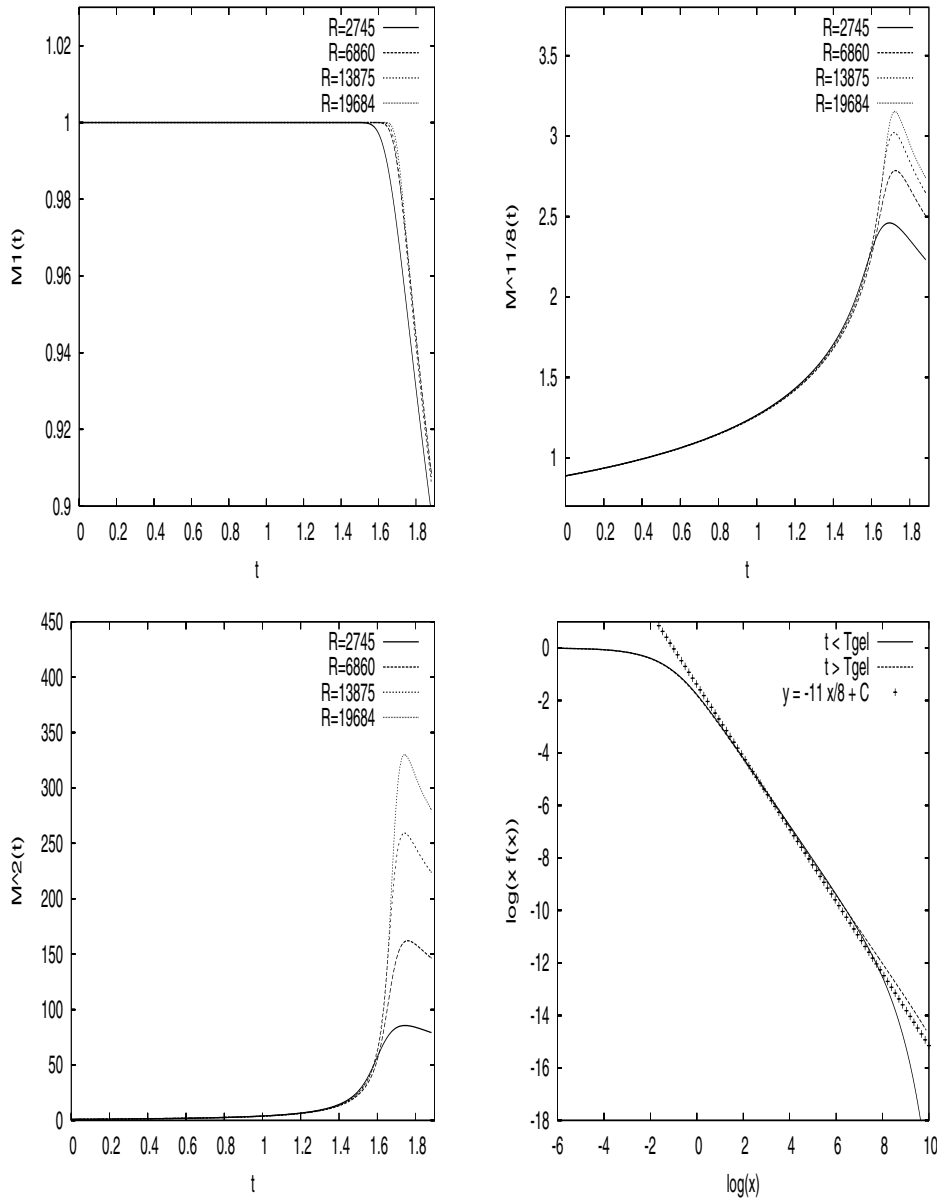 R=2745
R=6860
R=13875
R=19684
1.02
1
0.98
0.96
0.94
0.92
0.9
M1(t)
0 0.2 0.4 0.6 0.8 1 1.2 1.4 1.6 1.8
t
R=2745
R=6860
R=13875
R=19684
3.5
3
2.5
2
1.5
1
M^11/8(t)
0 0.2 0.4 0.6 0.8 1 1.2 1.4 1.6 1.8
t
R=2745
R=6860
R=13875
R=19684
450
400
350
300
250
200
150
100
50
0
M^2(t)
0 0.2 0.4 0.6 0.8 1 1.2 1.4 1.6 1.8
t
t < Tgel
t > Tgel
y = -11 x/8 + C
0
-2
-4
-6
-8
-10
-12
-14
-16
-18
log(x f(x))
-6 -4 -2 0 2 4 6 8 10
log(x)